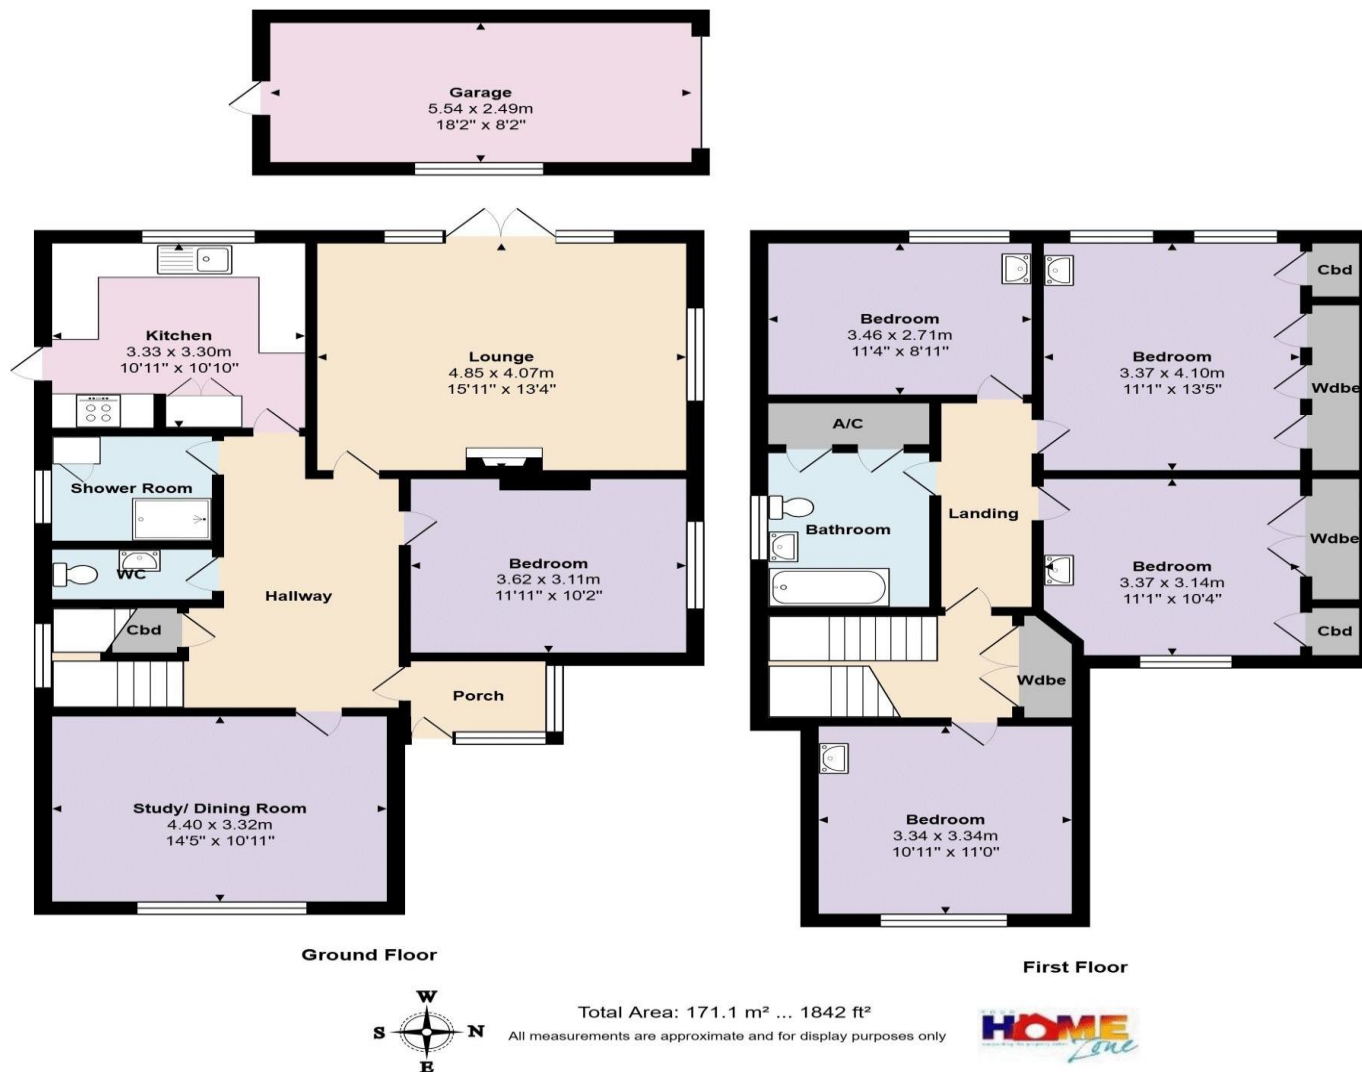 Garage
5.54 x 2.49m
18'2" x 8'2"
Kitchen
3.33 x 3.30m
10'11" x 10'10"
Lounge
4.85 x 4.07m
15'11" x 13'4"
Shower Room
WC
Cbd
Hallway
Bedroom
3.62 x 3.11m
11'11" x 10'2"
Porch
Study/ Dining Room
4.40 x 3.32m
14'5" x 10'11"
Ground Floor
Bedroom
3.46 x 2.71m
11'4" x 8'11"
Bedroom
3.37 x 4.10m
11'1" x 13'5"
Cbd
Wdbe
A/C
Bathroom
Landing
Bedroom
3.37 x 3.14m
11'1" x 10'4"
Wdbe
Cbd
Wdbe
Bedroom
3.34 x 3.34m
10'11" x 11'0"
First Floor
W
S N
E
Total Area: 171.1 m² ... 1842 ft²
All measurements are approximate and for display purposes only
YOUR
HOME
Zone